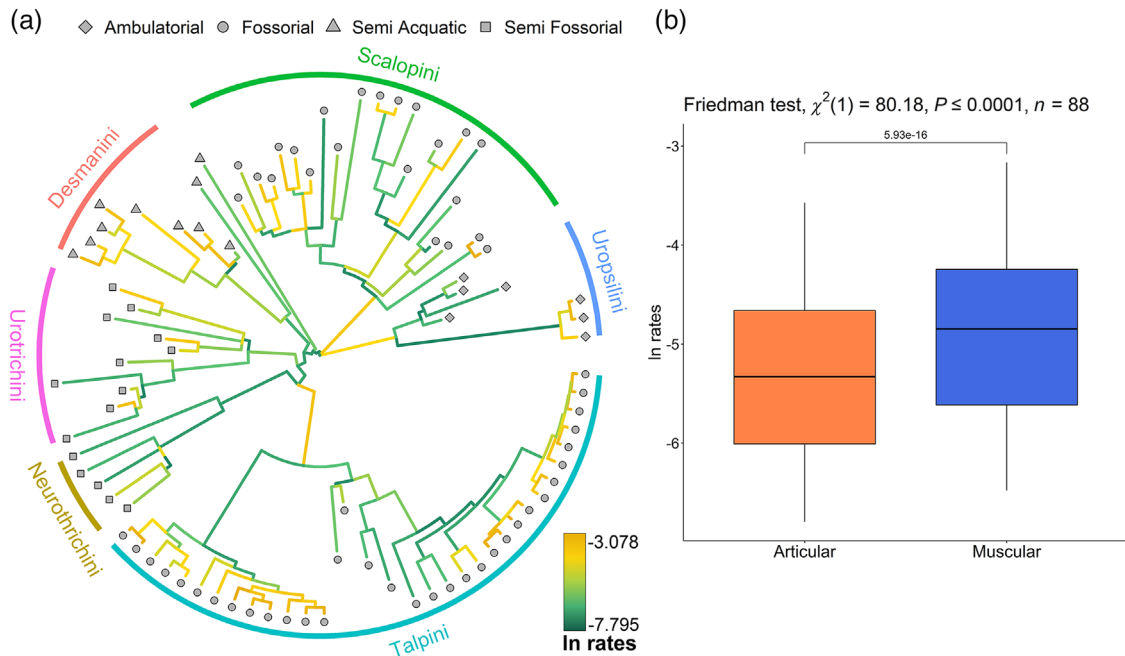 (a)
Ambulatorial Fossorial Semi Acquatic Semi Fossorial
Scalopini
Desmanini
Uropsilini
Urotrichini
Neurothrichini
Talpini
-3.078
-7.795
ln rates
(b)
Friedman test, χ²(1) = 80.18, P ≤ 0.0001, n = 88
5.93e-16
-3
-4
-5
-6
ln rates
Articular Muscular